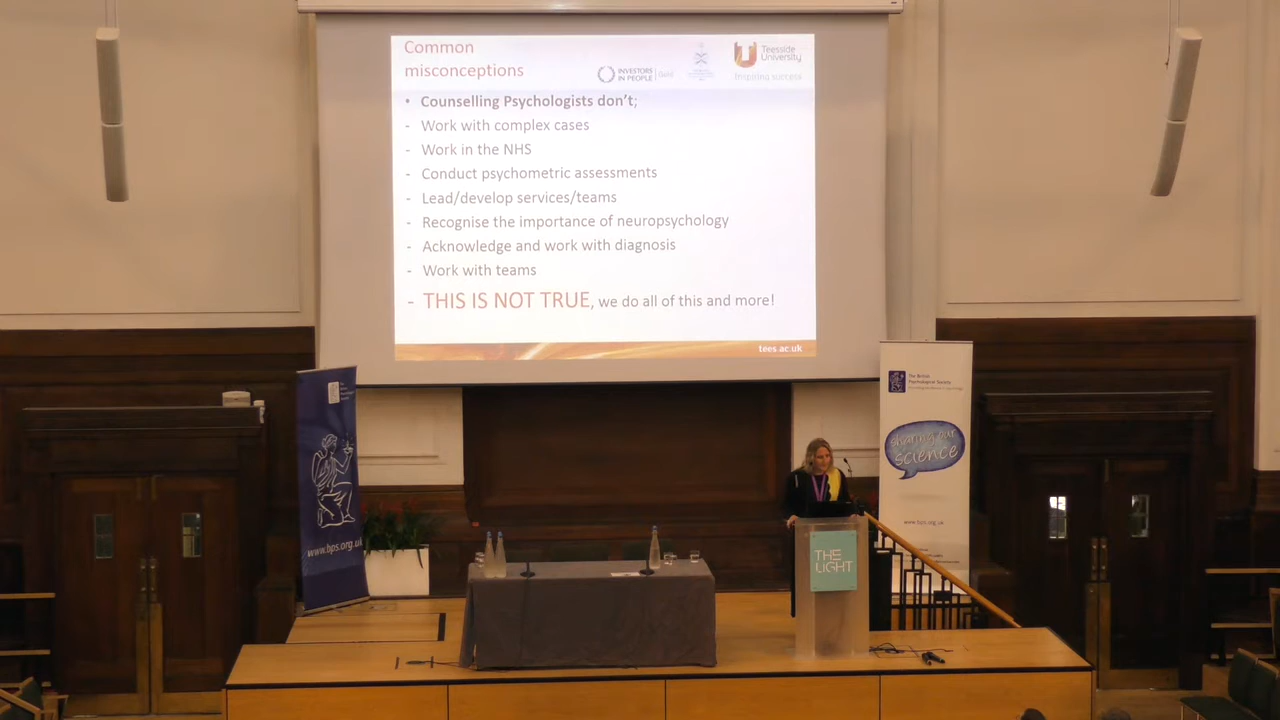 Common
misconceptions
INVESTORS
IN PEOPLE | Gold
Teesside
University
Inspiring success
• Counselling Psychologists don't;
- Work with complex cases
- Work in the NHS
- Conduct psychometric assessments
- Lead/develop services/teams
- Recognise the importance of neuropsychology
- Acknowledge and work with diagnosis
- Work with teams
- THIS IS NOT TRUE, we do all of this and more!
tees.ac.uk
www.bps.org.uk
The British
Psychological Society
sharing our
science
www.bps.org.uk
THE
LIGHT